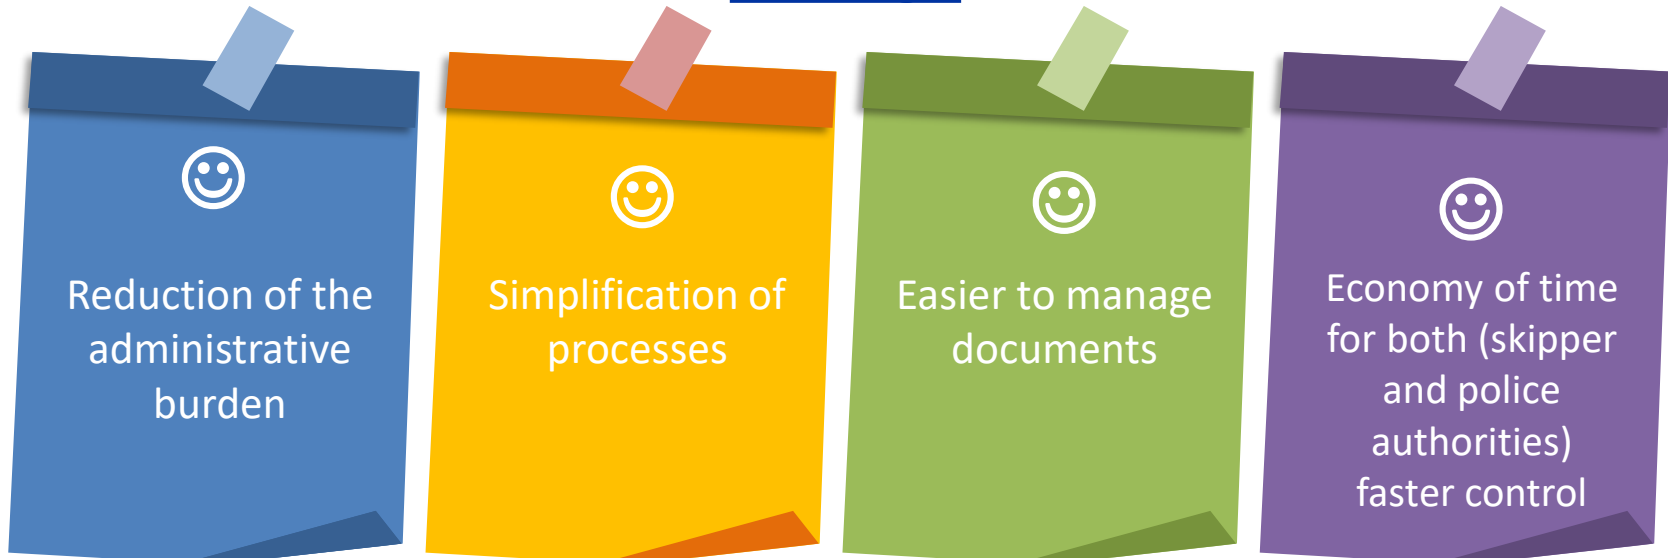 Reduction of the
administrative
burden
Simplification of
processes
Easier to manage
documents
Economy of time
for both (skipper
and police
authorities)
faster control